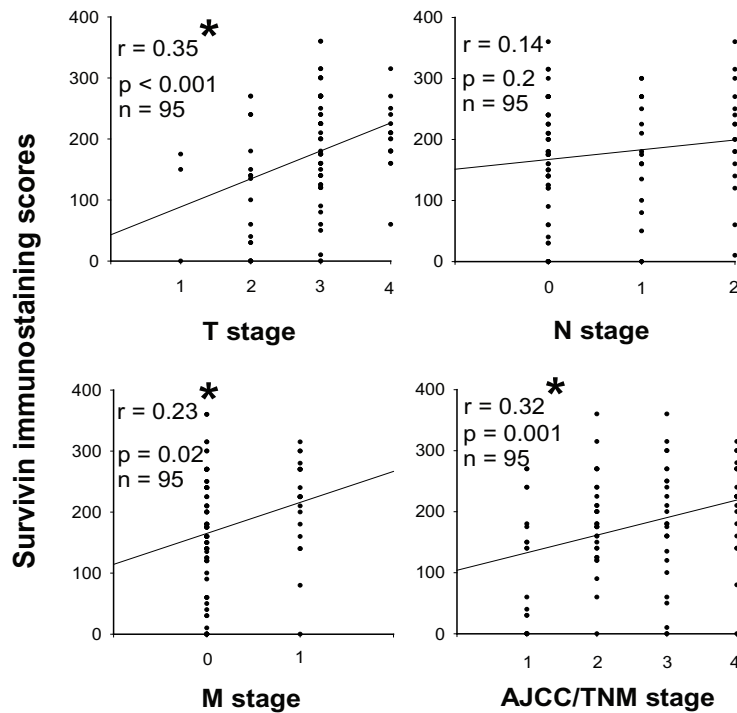 Survivin immunostaining scores
*
r = 0.35
p < 0.001
n = 95
400
300
200
100
0
1 2 3 4
T stage
r = 0.14
p = 0.2
n = 95
400
300
200
100
0
0 1 2
N stage
*
r = 0.23
p = 0.02
n = 95
400
300
200
100
0
0 1
M stage
*
r = 0.32
p = 0.001
n = 95
400
300
200
100
0
1 2 3 4
AJCC/TNM stage